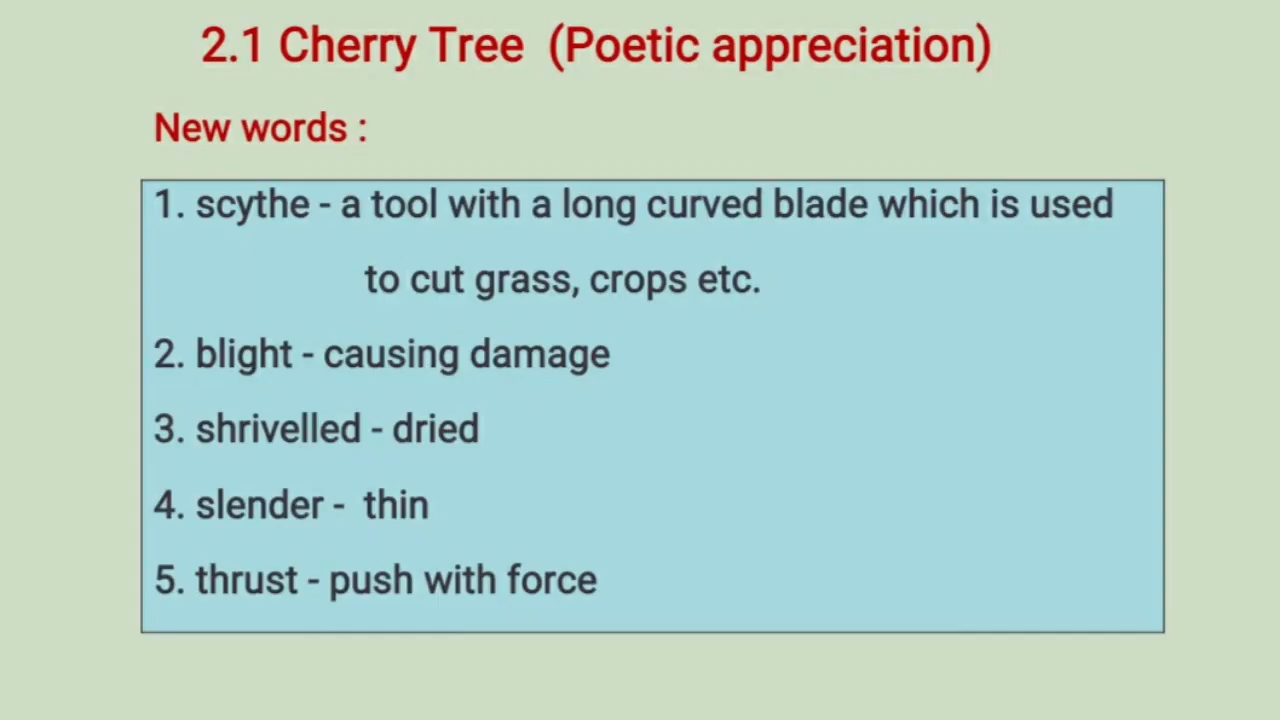 2.1 Cherry Tree (Poetic appreciation)
New words :
1. scythe - a tool with a long curved blade which is used
to cut grass, crops etc.
2. blight - causing damage
3. shrivelled - dried
4. slender - thin
5. thrust - push with force